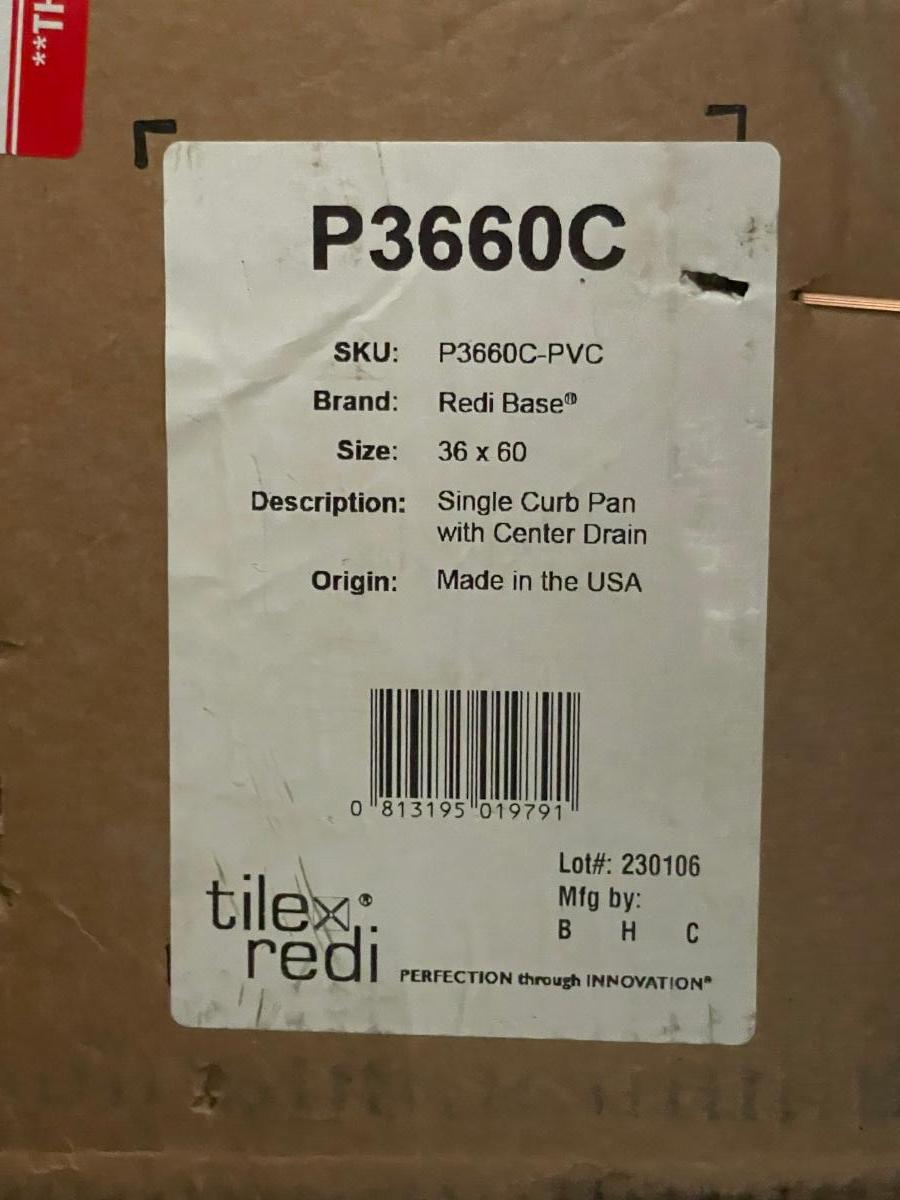 **TH
P3660C
SKU: P3660C-PVC
Brand: Redi Base®
Size: 36 x 60
Description: Single Curb Pan
with Center Drain
Origin: Made in the USA
0 813195 019791
Lot#: 230106
Mfg by:
B H C
tile®
redi
PERFECTION through INNOVATION®